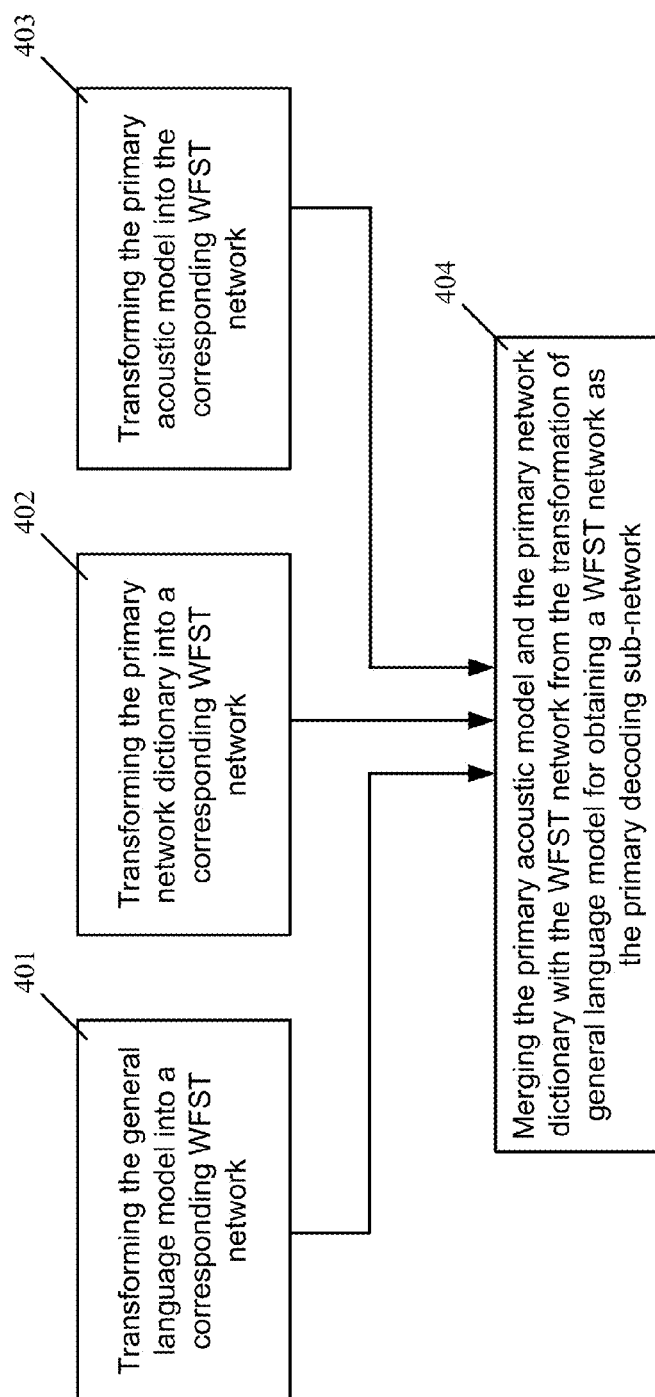 401
Transforming the general
language model into a
corresponding WFST
network
402
Transforming the primary
network dictionary into a
corresponding WFST
network
403
Transforming the primary
acoustic model into the
corresponding WFST
network
404
Merging the primary acoustic model and the primary network
dictionary with the WFST network from the transformation of
general language model for obtaining a WFST network as
the primary decoding sub-network